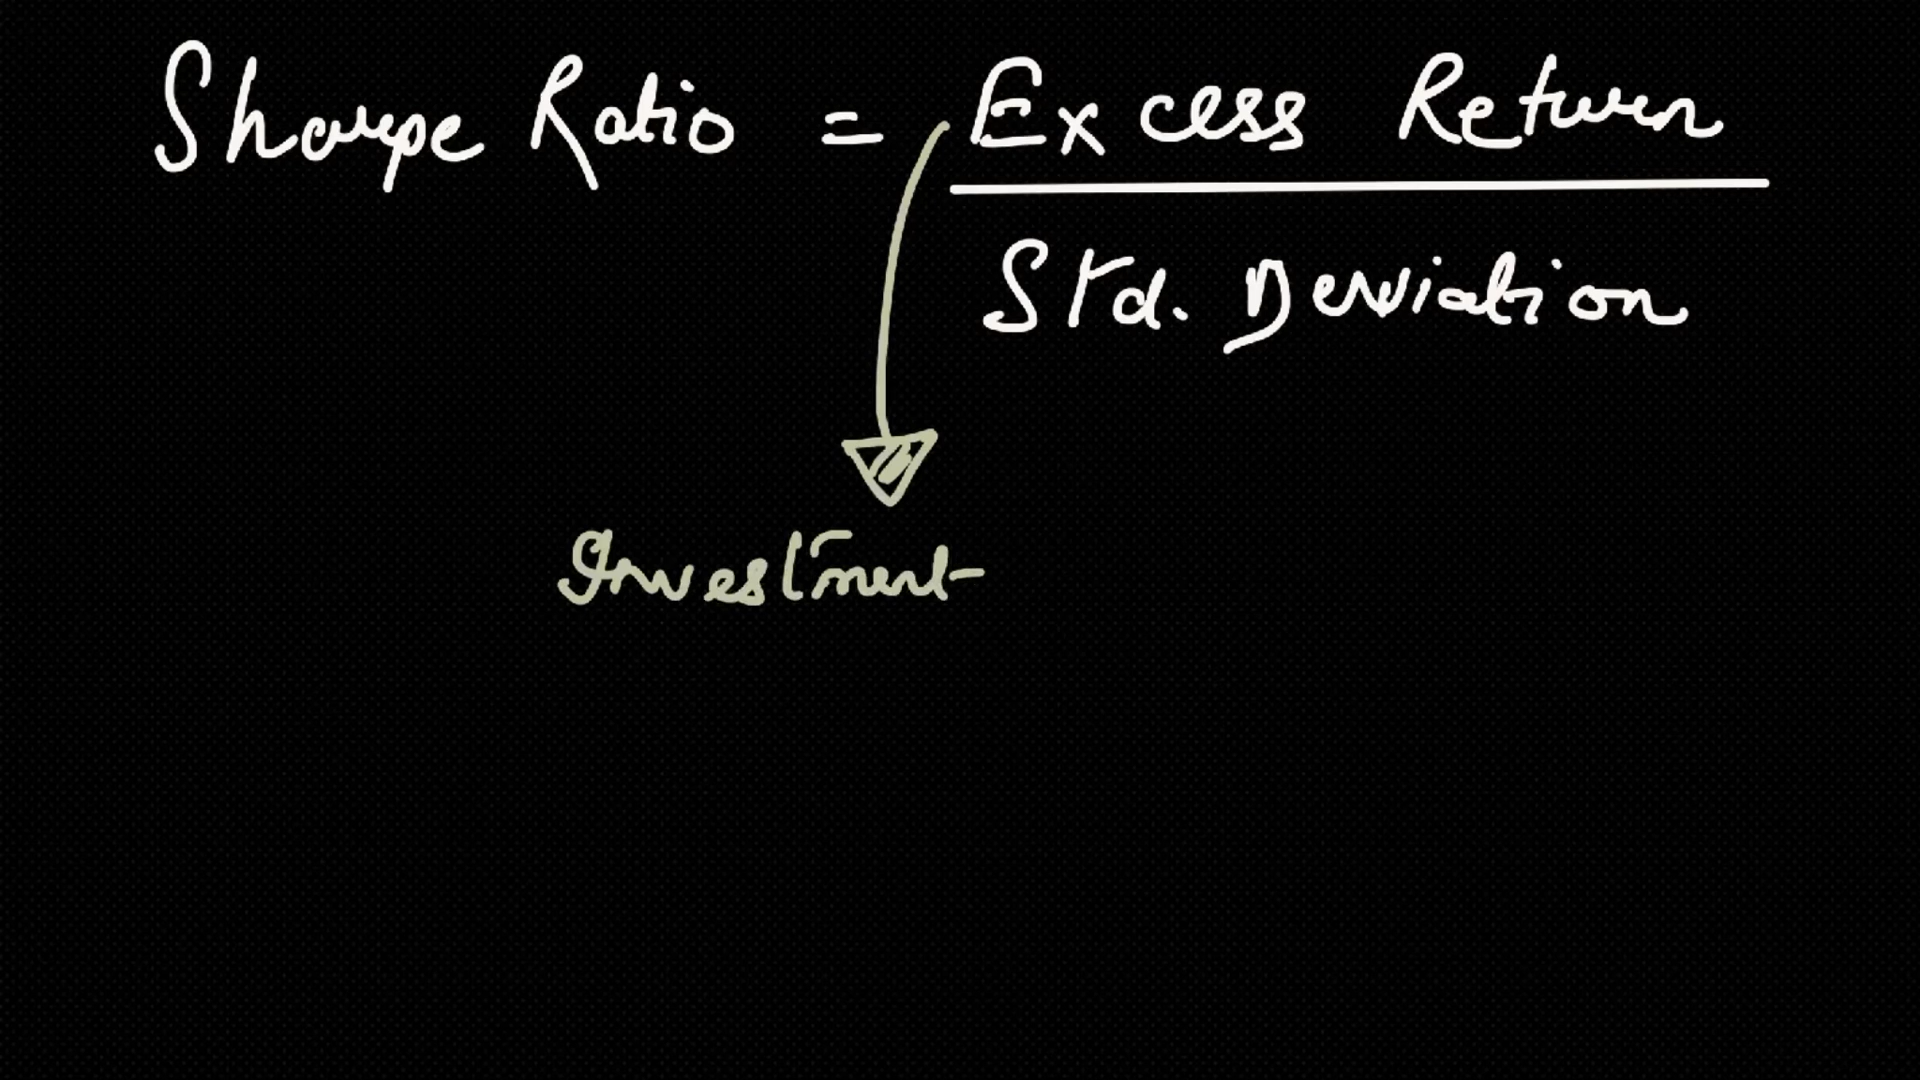 Sharpe Ratio = Excess Return
Std. Deviation
Investment